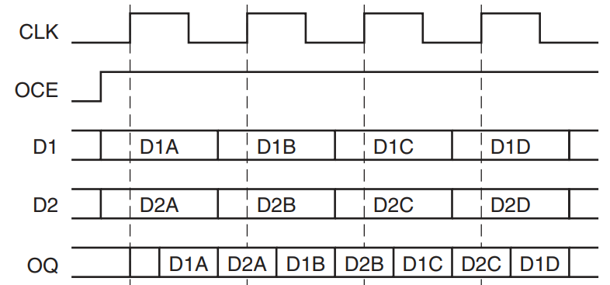 CLK
OCE
D1 D1A D1B D1C D1D
D2 D2A D2B D2C D2D
OQ D1A D2A D1B D2B D1C D2C D1D